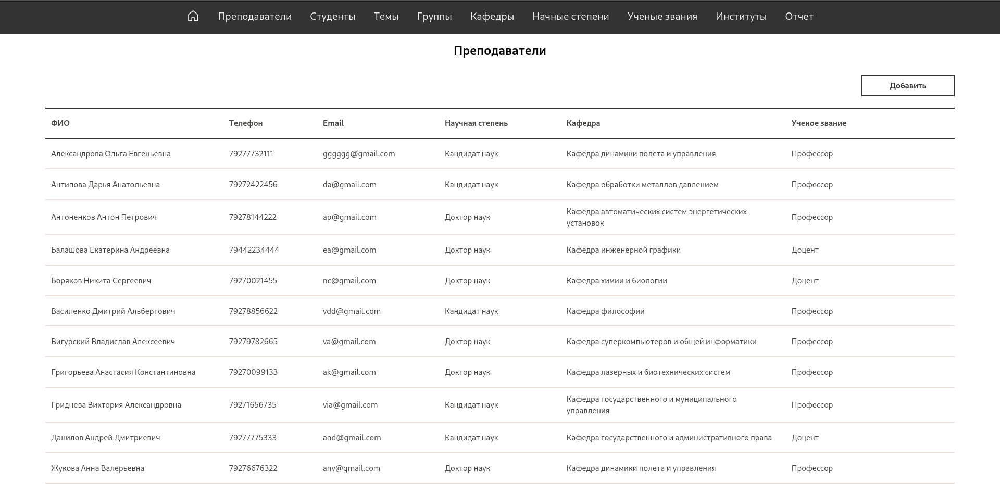 Преподаватели Студенты Темы Группы Кафедры Начные степени Ученые звания Институты Отчет
Преподаватели
Добавить
ФИО Телефон Email Научная степень Кафедра Ученое звание
Александрова Ольга Евгеньевна 79277732111 gggggg@gmail.com Кандидат наук Кафедра динамики полета и управления Профессор
Антипова Дарья Анатольевна 79272422456 da@gmail.com Кандидат наук Кафедра обработки металлов давлением Профессор
Антоненков Антон Петрович 79278144222 ap@gmail.com Доктор наук Кафедра автоматических систем энергетических
установок Профессор
Балашова Екатерина Андреевна 79442234444 ea@gmail.com Доктор наук Кафедра инженерной графики Доцент
Боряков Никита Сергеевич 79270021455 nc@gmail.com Доктор наук Кафедра химии и биологии Доцент
Василенко Дмитрий Альбертович 79278856622 vdd@gmail.com Кандидат наук Кафедра философии Профессор
Вигурский Владислав Алексеевич 79279782665 va@gmail.com Доктор наук Кафедра суперкомпьютеров и общей информатики Профессор
Григорьева Анастасия Константиновна 79270099133 ak@gmail.com Доктор наук Кафедра лазерных и биотехнических систем Профессор
Гриднева Виктория Александровна 79271656735 via@gmail.com Кандидат наук Кафедра государственного и муниципального
управления Профессор
Данилов Андрей Дмитриевич 79277775333 and@gmail.com Кандидат наук Кафедра государственного и административного права Доцент
Жукова Анна Валерьевна 79276676322 anv@gmail.com Доктор наук Кафедра динамики полета и управления Профессор